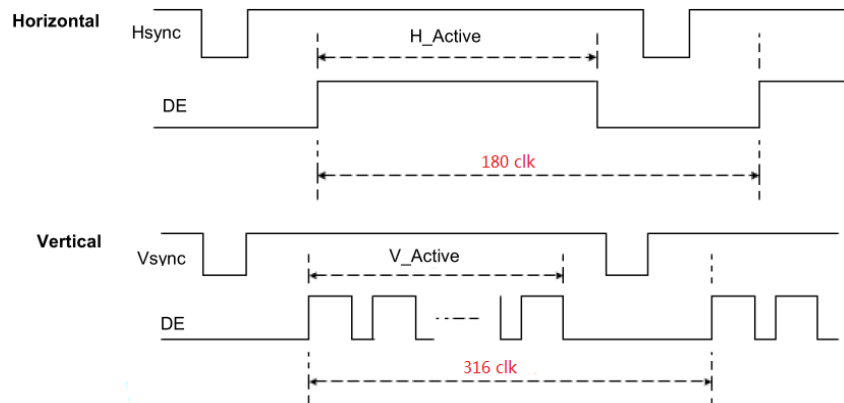 Horizontal
Hsync
H_Active
DE
180 clk
Vertical
Vsync
V_Active
DE
316 clk